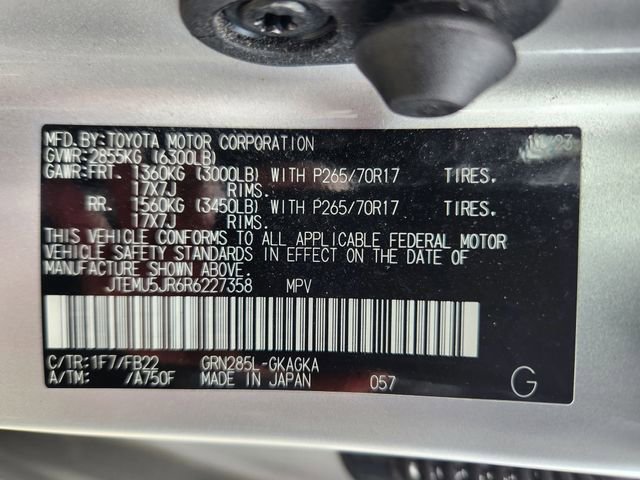 MFD. BY: TOYOTA MOTOR CORPORATION
GVWR: 2855KG (6300LB)
GAWR: FRT. 1360KG (3000LB) WITH P265/70R17 TIRES.
17X7J RIMS.
RR. 1560KG (3450LB) WITH P265/70R17 TIRES.
17X7J RIMS.
THIS VEHICLE CONFORMS TO ALL APPLICABLE FEDERAL MOTOR
VEHICLE SAFETY STANDARDS IN EFFECT ON THE DATE OF
MANUFACTURE SHOWN ABOVE.
JTEMU5JR6R6227358 MPV
C/TR: 1F7/FB22 GRN285L-GKAGKA
A/TM: /A750F MADE IN JAPAN 057
G